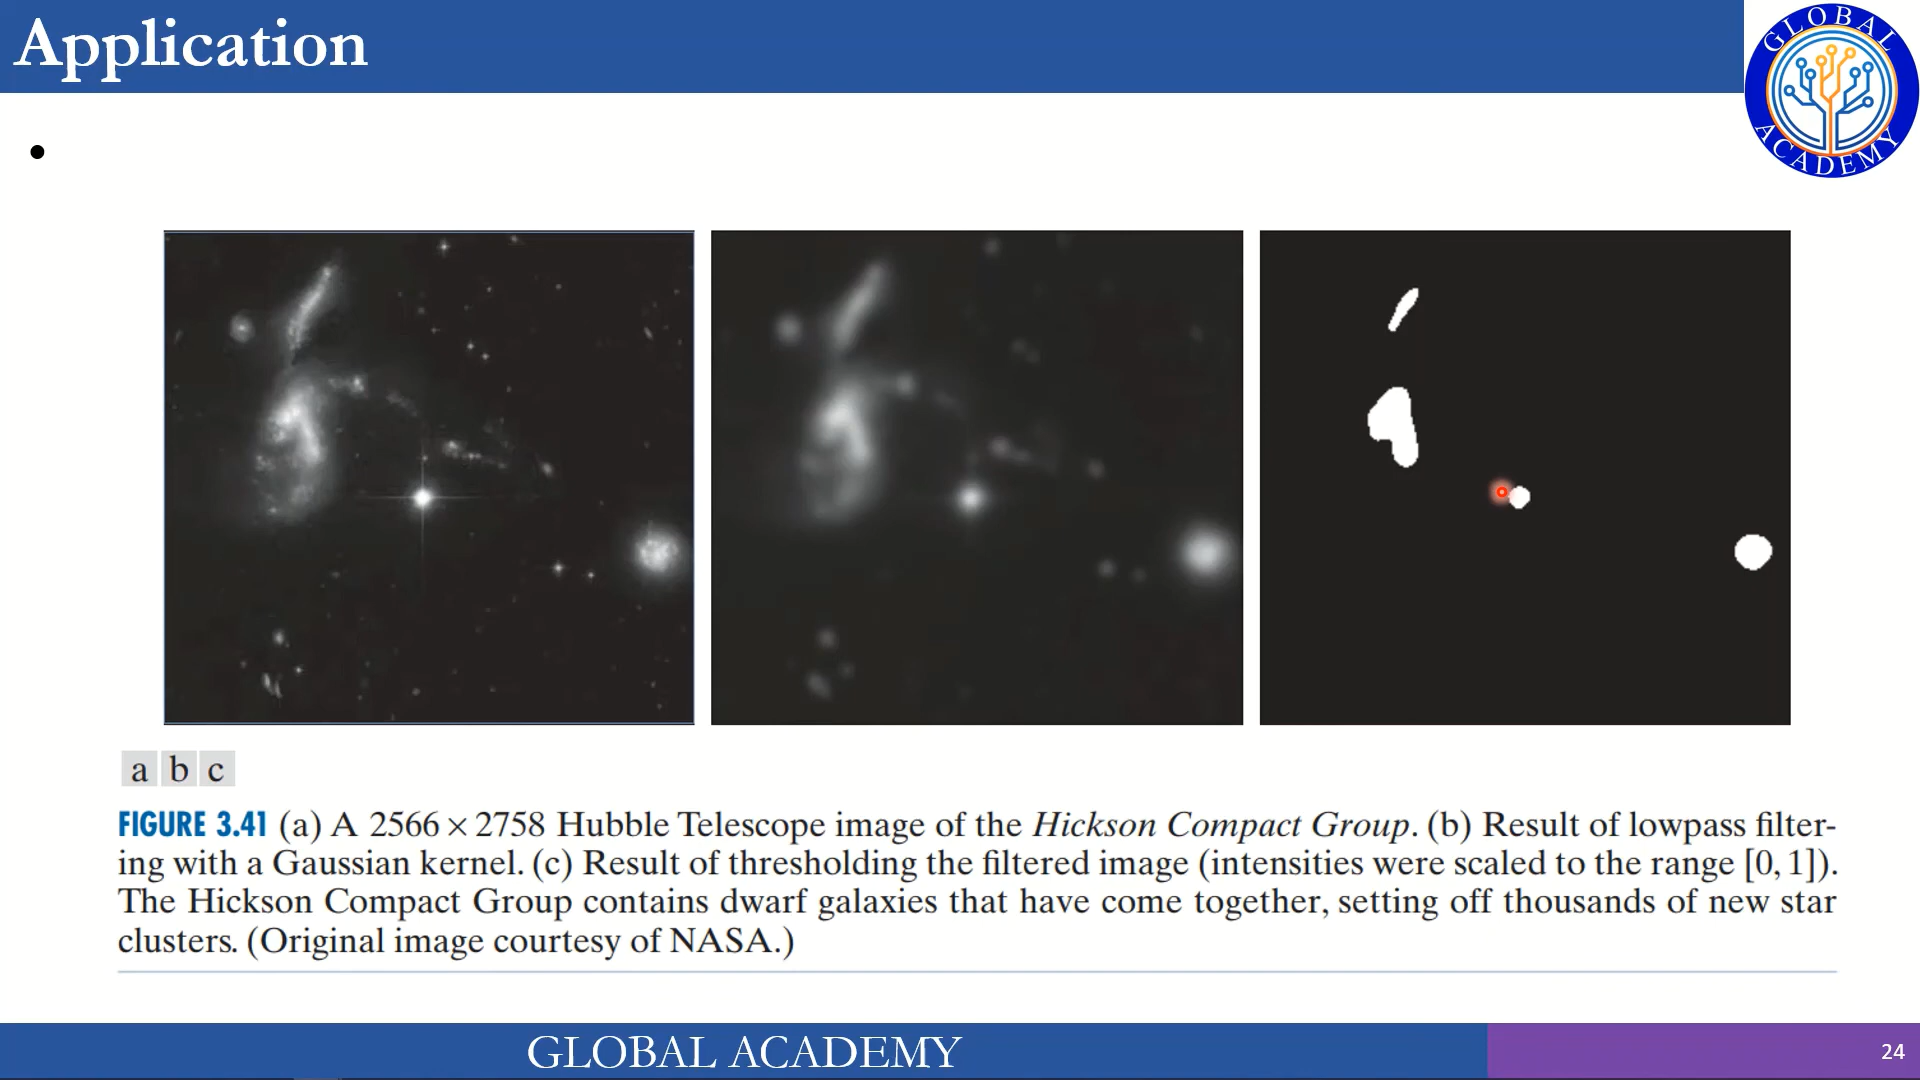 Application
GLOBAL
ACADEMY
a b c
FIGURE 3.41 (a) A 2566 × 2758 Hubble Telescope image of the Hickson Compact Group. (b) Result of lowpass filter-
ing with a Gaussian kernel. (c) Result of thresholding the filtered image (intensities were scaled to the range [0, 1]).
The Hickson Compact Group contains dwarf galaxies that have come together, setting off thousands of new star
clusters. (Original image courtesy of NASA.)
GLOBAL ACADEMY
24